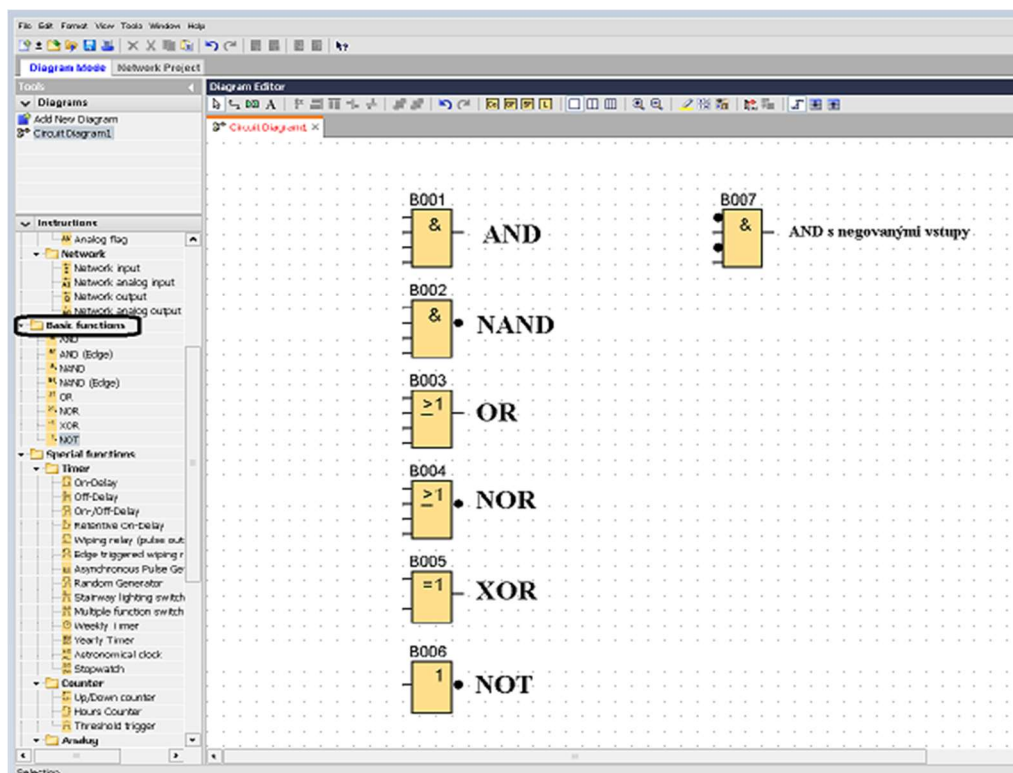 File Edit Format View Tools Window Help
Diagram Mode Network Project
Tools
Diagrams
Add New Diagram
Circuit Diagram1
Instructions
Analog flag
Network
Network input
Network analog input
Network output
Network analog output
Basic functions
AND
AND (Edge)
NAND
NAND (Edge)
OR
NOR
XOR
NOT
Special functions
Timer
On-Delay
Off-Delay
On-/Off-Delay
Retentive On-Delay
Wiping relay (pulse out
Edge triggered wiping r
Asynchronous Pulse Ge
Random Generator
Stairway lighting switch
Multiple function switch
Weekly Timer
Yearly Timer
Astronomical clock
Stopwatch
Counter
Up/Down counter
Hours Counter
Threshold trigger
Analog
Selection
Diagram Editor
Circuit Diagram1
B001
&
AND
B007
&
AND s negovanými vstupy
B002
&
NAND
B003
≥1
OR
B004
≥1
NOR
B005
=1
XOR
B006
1
NOT